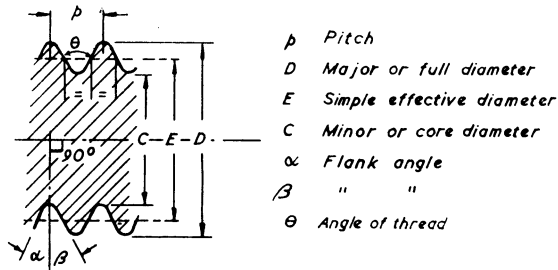 p
θ
= =
C E D
90°
α β
p Pitch
D Major or full diameter
E Simple effective diameter
C Minor or core diameter
α Flank angle
β " "
θ Angle of thread